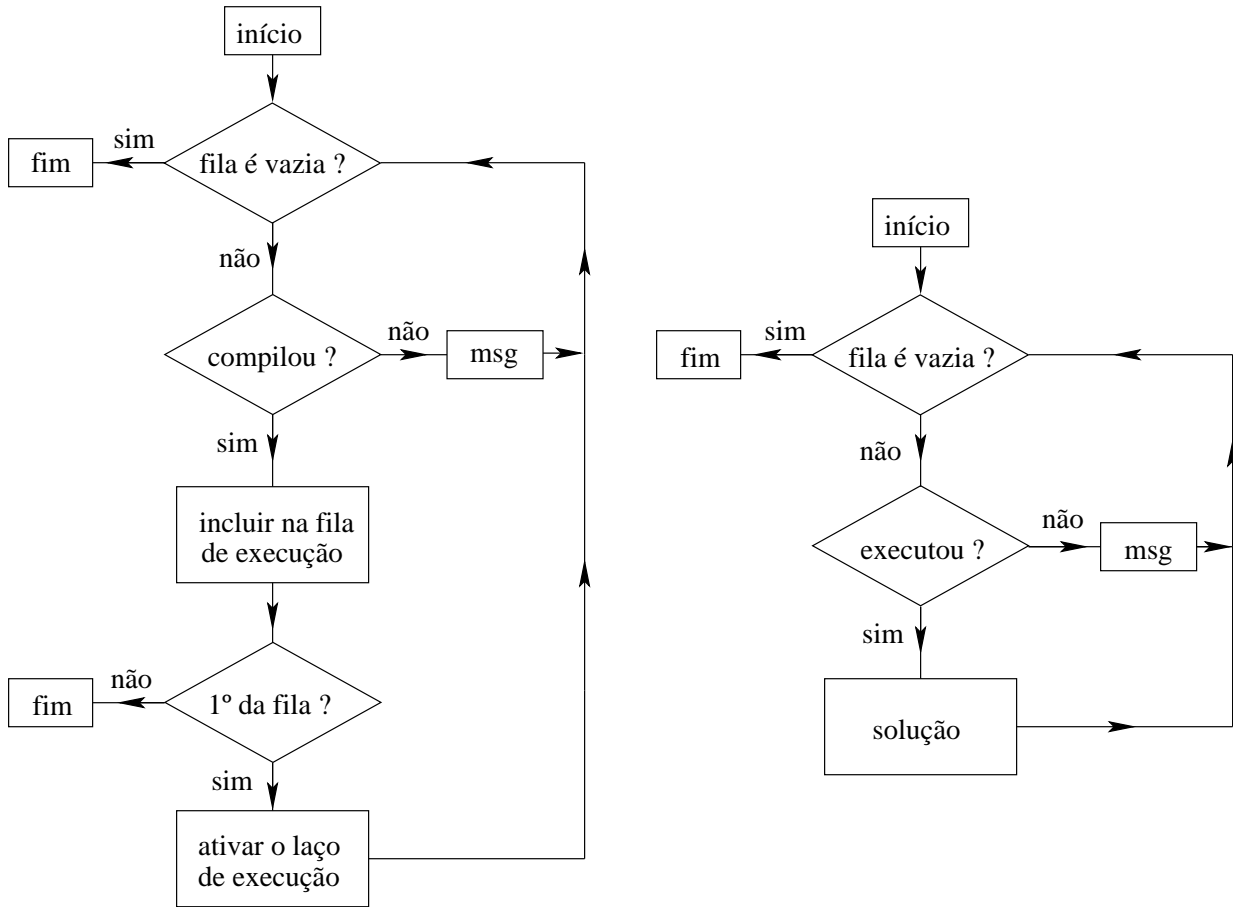 início
sim
fim
fila é vazia ?
não
compilou ?
não
msg
sim
incluir na fila
de execução
não
fim
1º da fila ?
sim
ativar o laço
de execução
início
sim
fim
fila é vazia ?
não
executou ?
não
msg
sim
solução